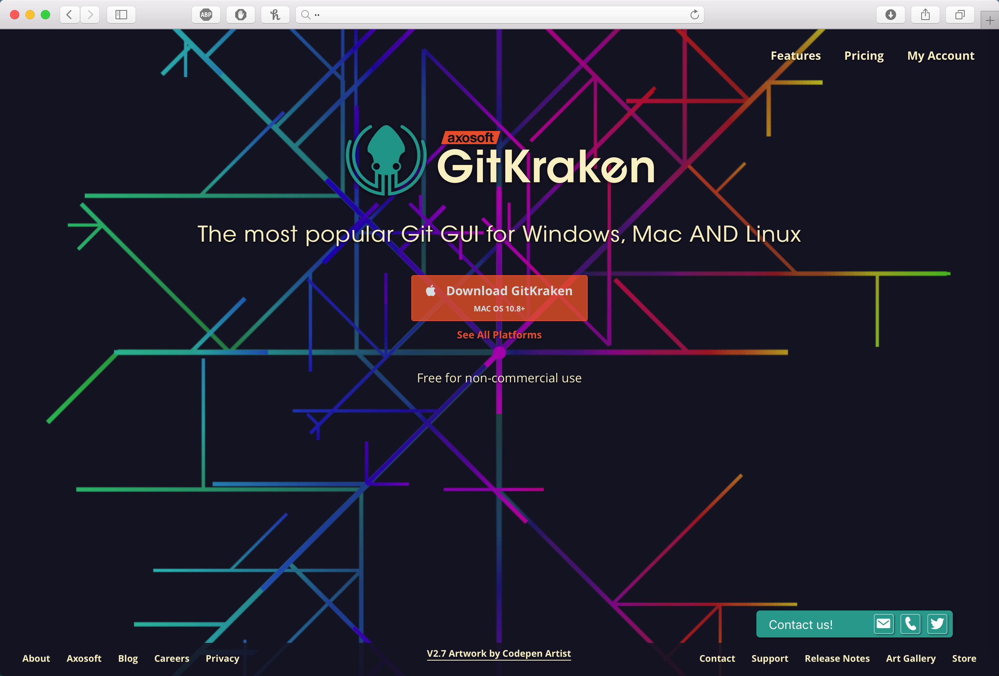 ABP
..
Features Pricing My Account
axosoft
GitKraken
The most popular Git GUI for Windows, Mac AND Linux
Download GitKraken
MAC OS 10.8+
See All Platforms
Free for non-commercial use
Contact us!
About Axosoft Blog Careers Privacy
V2.7 Artwork by Codepen Artist
Contact Support Release Notes Art Gallery Store